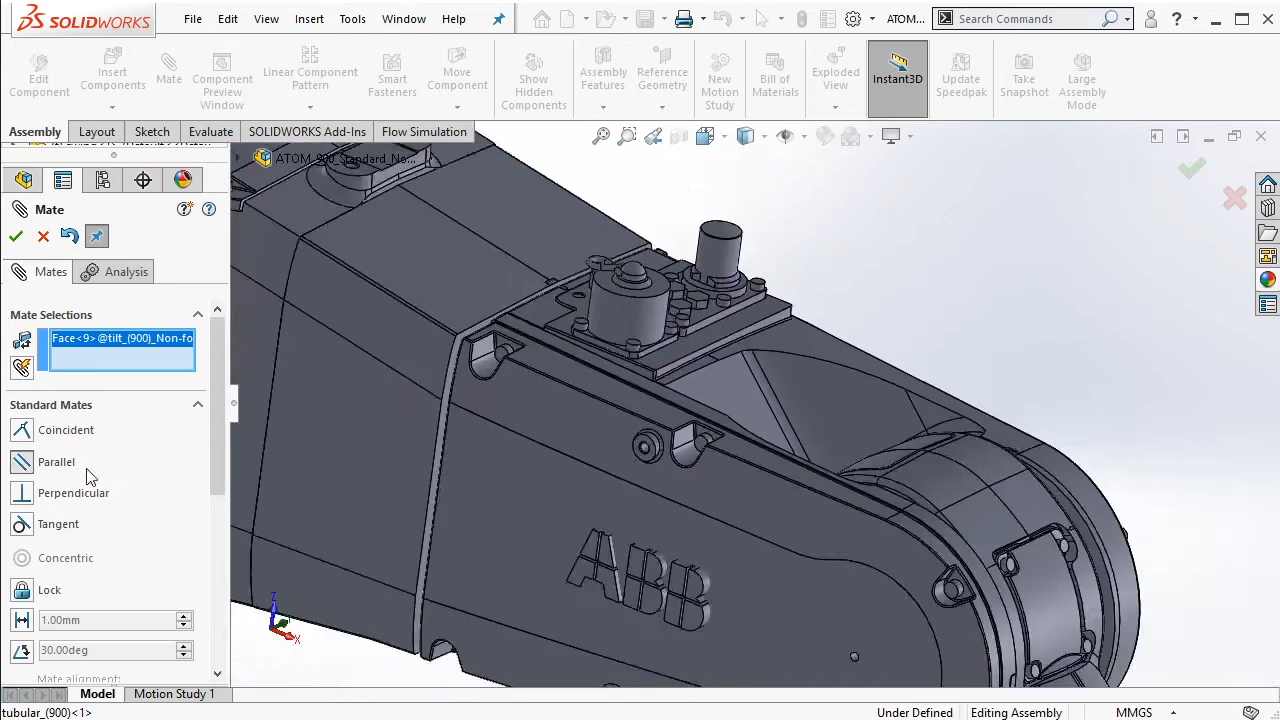 SOLIDWORKS
File Edit View Insert Tools Window Help
ATOM...
Search Commands
?
Edit Component
Insert Components
Mate
Component Preview Window
Linear Component Pattern
Smart Fasteners
Move Component
Show Hidden Components
Assembly Features
Reference Geometry
New Motion Study
Bill of Materials
Exploded View
Instant3D
Update Speedpak
Take Snapshot
Large Assembly Mode
Assembly Layout Sketch Evaluate SOLIDWORKS Add-Ins Flow Simulation
ATOM_900_Standard_No...
Mate
Mates Analysis
Mate Selections
Face<9>@tilt_(900)_Non-fo
Standard Mates
Coincident
Parallel
Perpendicular
Tangent
Concentric
Lock
1.00mm
30.00deg
Mate alignment:
ABB
Z
X
Model Motion Study 1
tubular_(900)<1>
Under Defined Editing Assembly MMGS